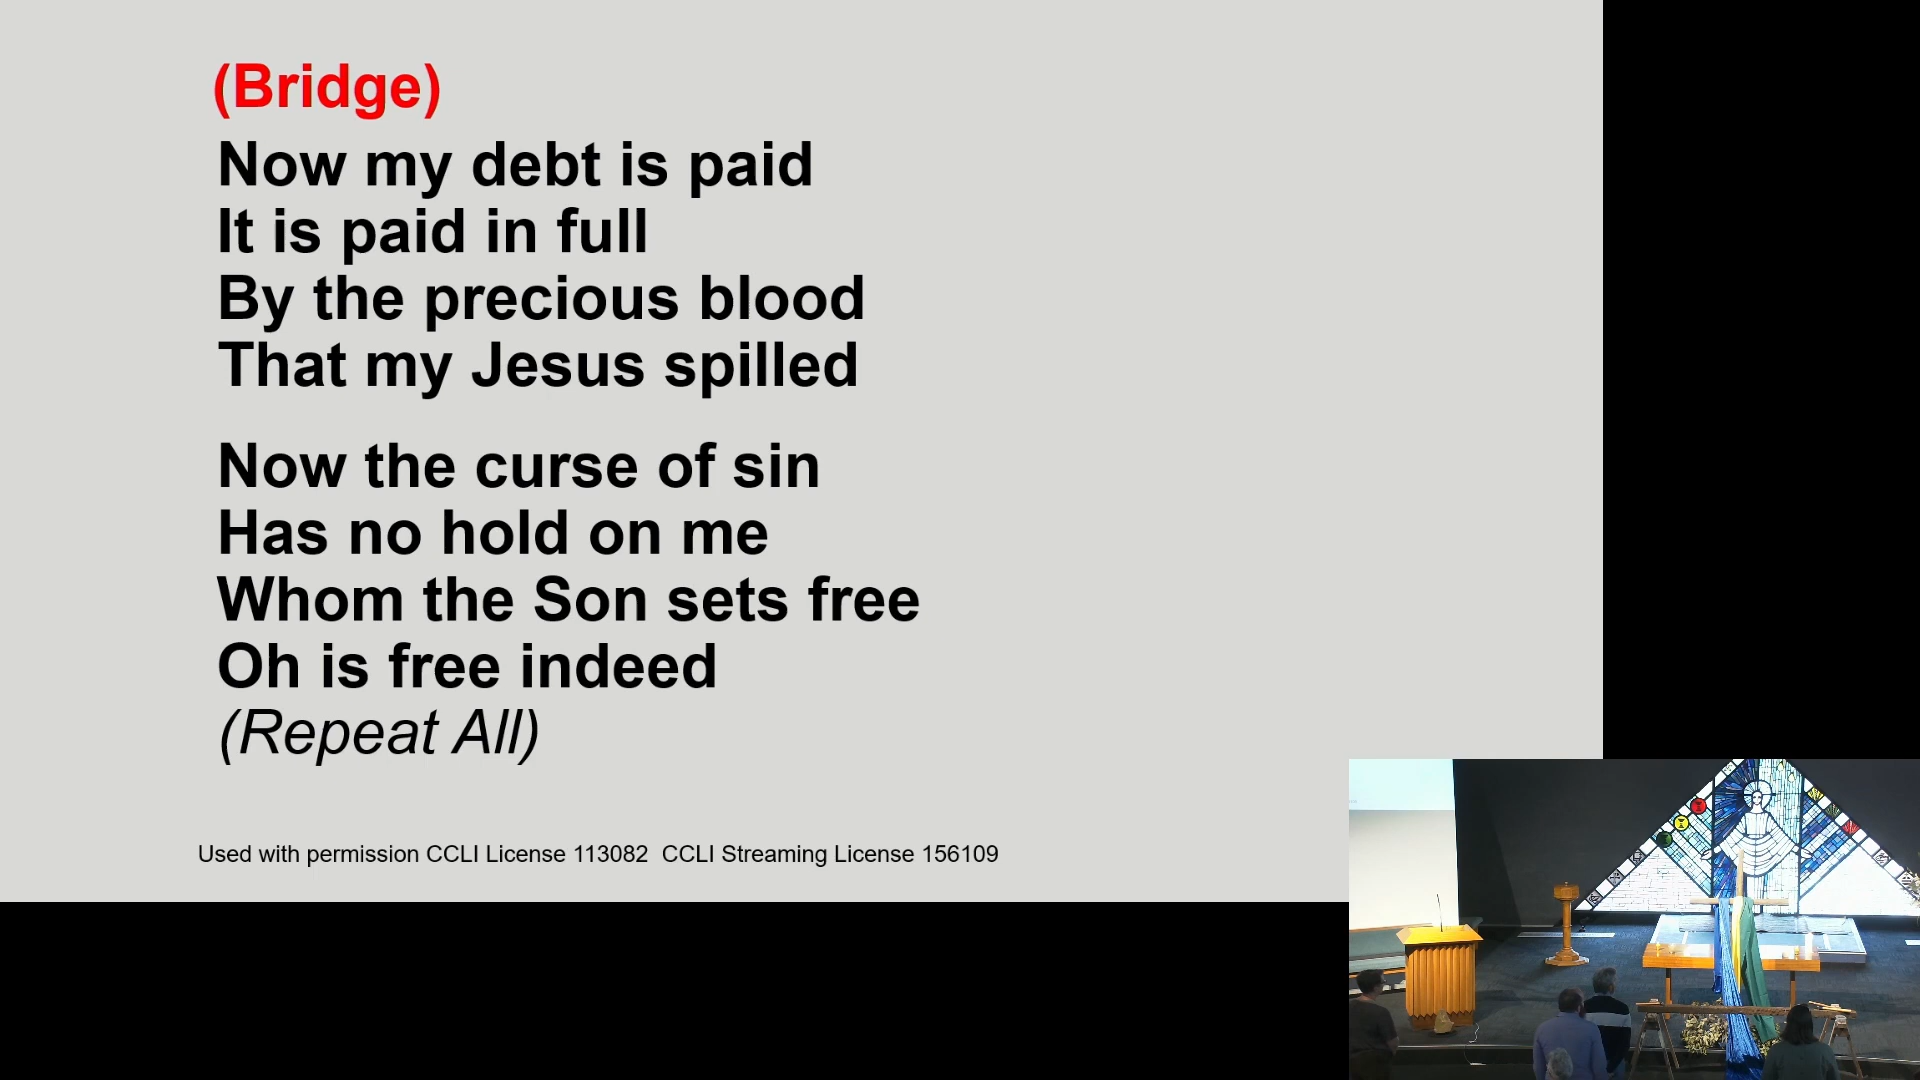 (Bridge)
Now my debt is paid
It is paid in full
By the precious blood
That my Jesus spilled
Now the curse of sin
Has no hold on me
Whom the Son sets free
Oh is free indeed
(Repeat All)
Used with permission CCLI License 113082  CCLI Streaming License 156109